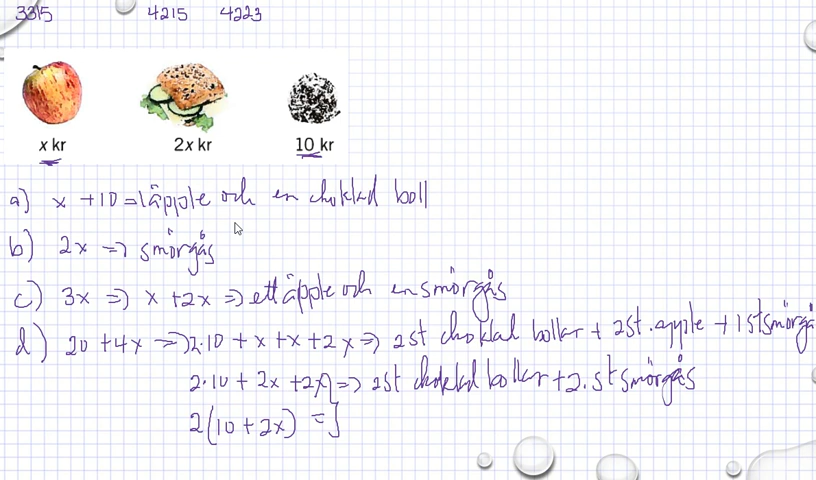 3315 4215 4223
x kr 2x kr 10 kr
a) x + 10 = 1 äpple och en choklad boll
b) 2x => smörgås
c) 3x => x + 2x => ett äpple och en smörgås
d) 20 + 4x => 2·10 + x + x + 2x => 2st choklad bollar + 2st. äpple + 1st smörgå
2·10 + 2x + 2x => 2st choklad bollar + 2.st smörgås
2(10 + 2x) =